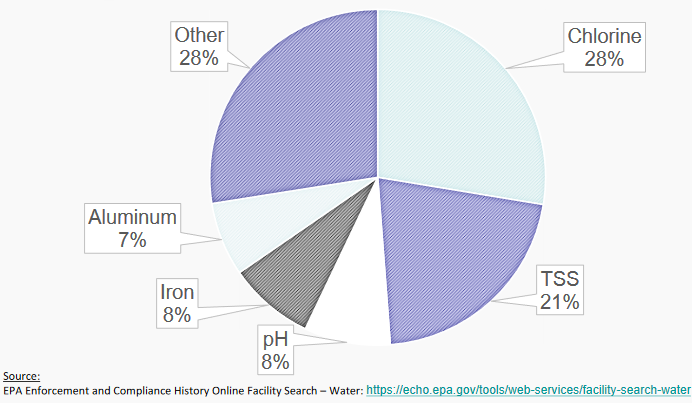 Other
28%
Chlorine
28%
Aluminum
7%
TSS
21%
Iron
8%
pH
8%
Source:
EPA Enforcement and Compliance History Online Facility Search – Water: https://echo.epa.gov/tools/web-services/facility-search-water